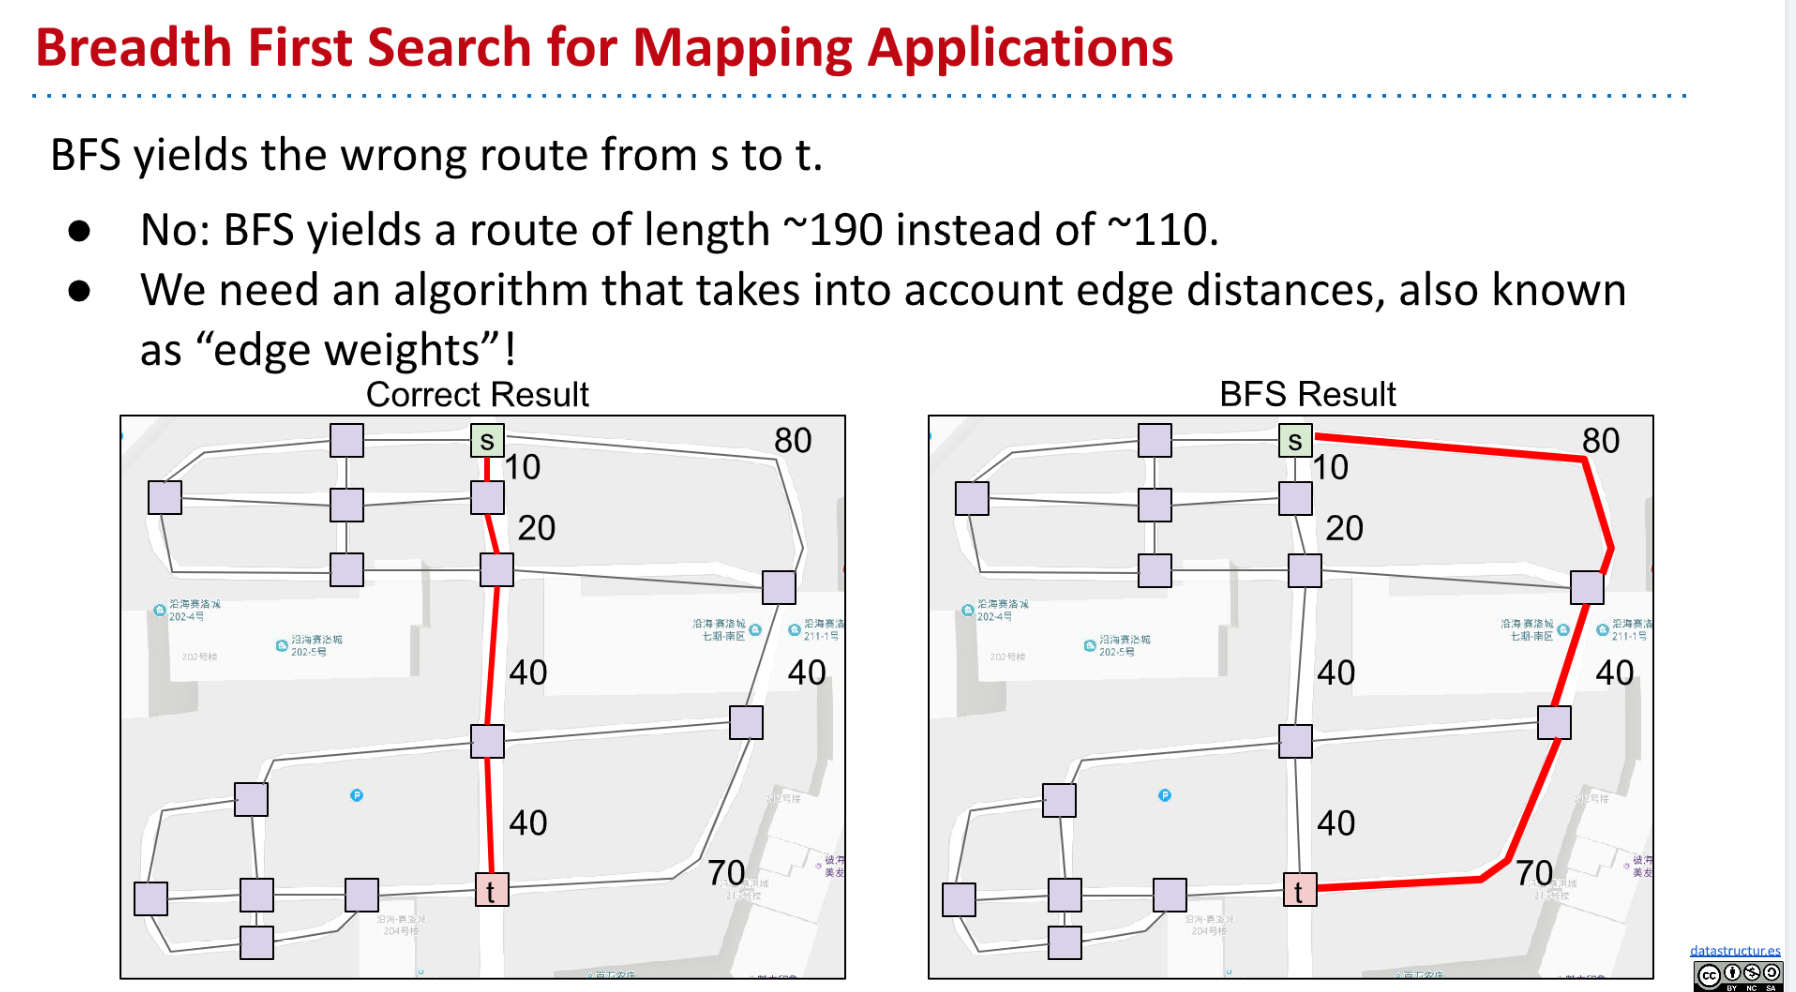 Breadth First Search for Mapping Applications
BFS yields the wrong route from s to t.
● No: BFS yields a route of length ~190 instead of ~110.
● We need an algorithm that takes into account edge distances, also known
as “edge weights”!
Correct Result
s
80
10
20
沿海赛洛城
202-4号
沿海赛洛城
202-5号
202号楼
沿海赛洛城
七期-南区
沿海赛洛
211-1号
40
40
40
70
t
沿海·赛洛城
204号楼
BFS Result
s
80
10
20
沿海赛洛城
202-4号
沿海赛洛城
202-5号
202号楼
沿海赛洛城
七期-南区
沿海赛洛
211-1号
40
40
40
70
t
沿海·赛洛城
204号楼
datastructur.es
cc
BY NC SA